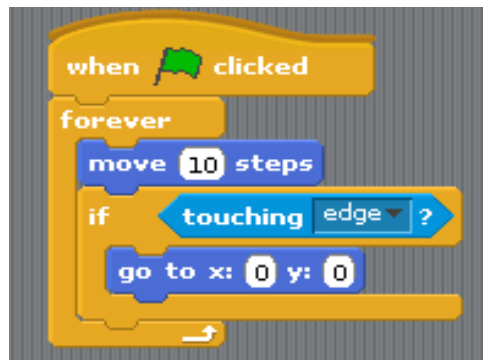 when clicked
forever
move 10 steps
if touching edge ?
go to x: 0 y: 0